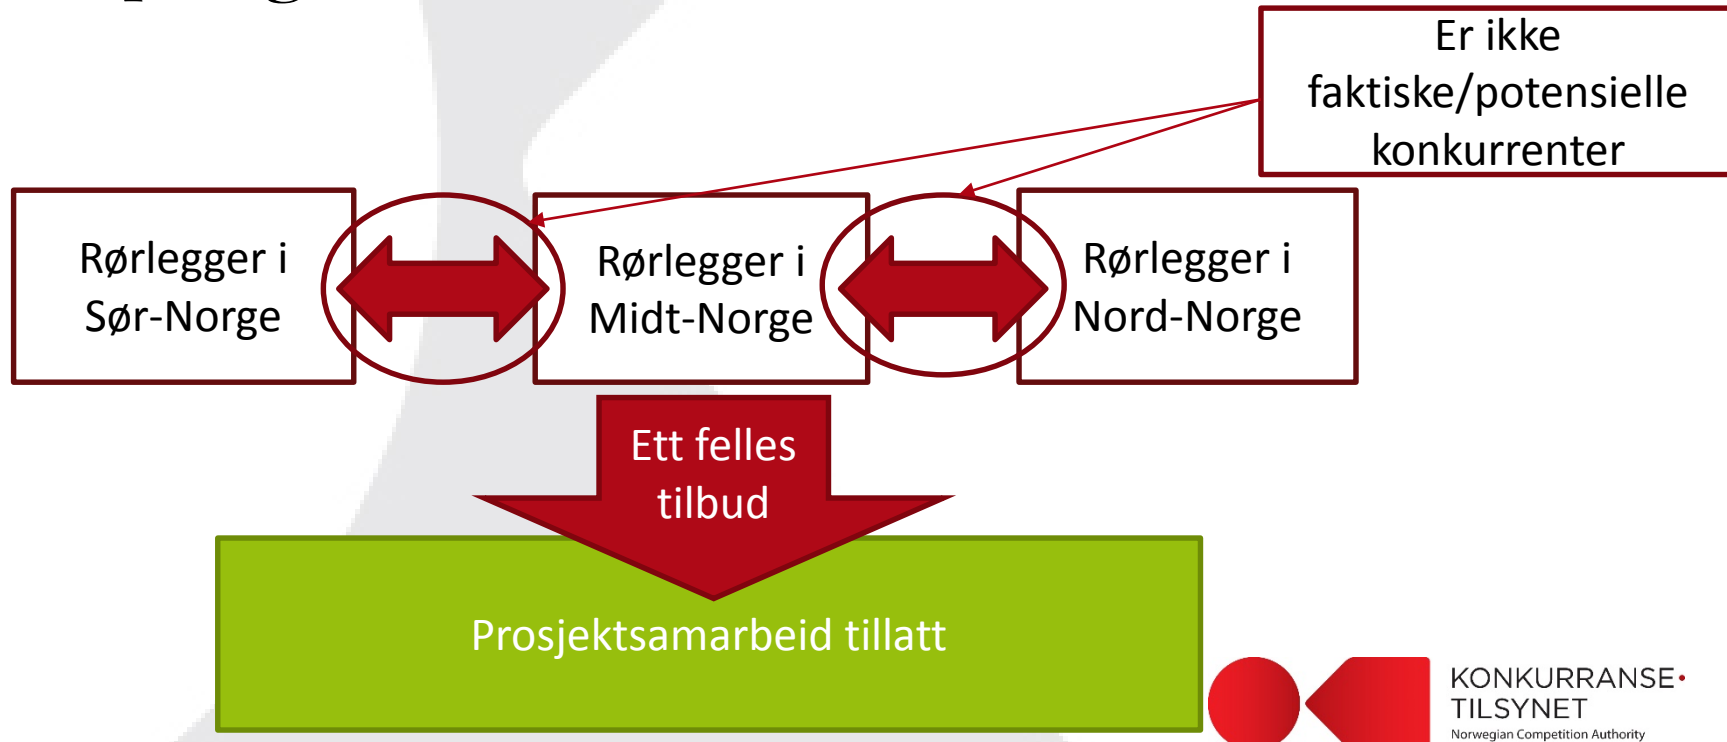 Er ikke
faktiske/potensielle
konkurrenter
Rørlegger i
Sør-Norge
Rørlegger i
Midt-Norge
Rørlegger i
Nord-Norge
Ett felles
tilbud
Prosjektsamarbeid tillatt
KONKURRANSE•
TILSYNET
Norwegian Competition Authority